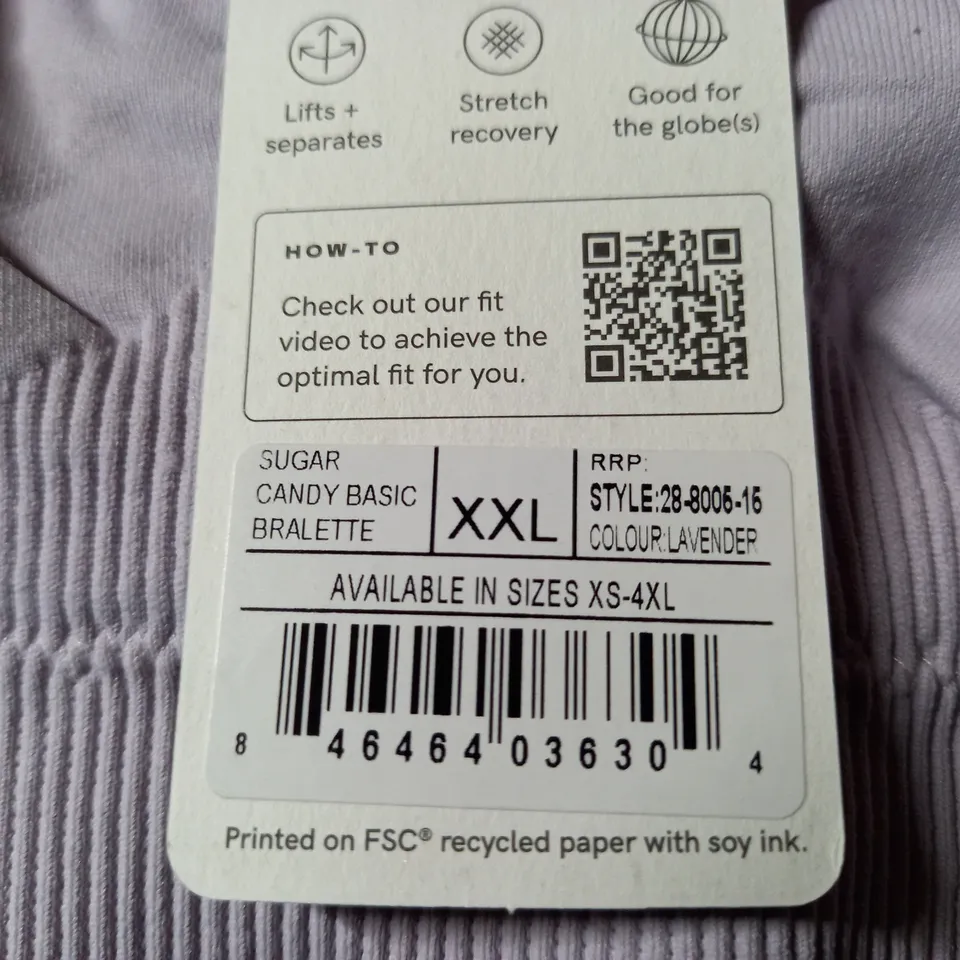 Lifts +
separates
Stretch
recovery
Good for
the globe(s)
HOW-TO
Check out our fit
video to achieve the
optimal fit for you.
SUGAR
CANDY BASIC
BRALETTE
XXL
RRP:
STYLE:28-8005-15
COLOUR:LAVENDER
AVAILABLE IN SIZES XS-4XL
8 46464 03630 4
Printed on FSC® recycled paper with soy ink.